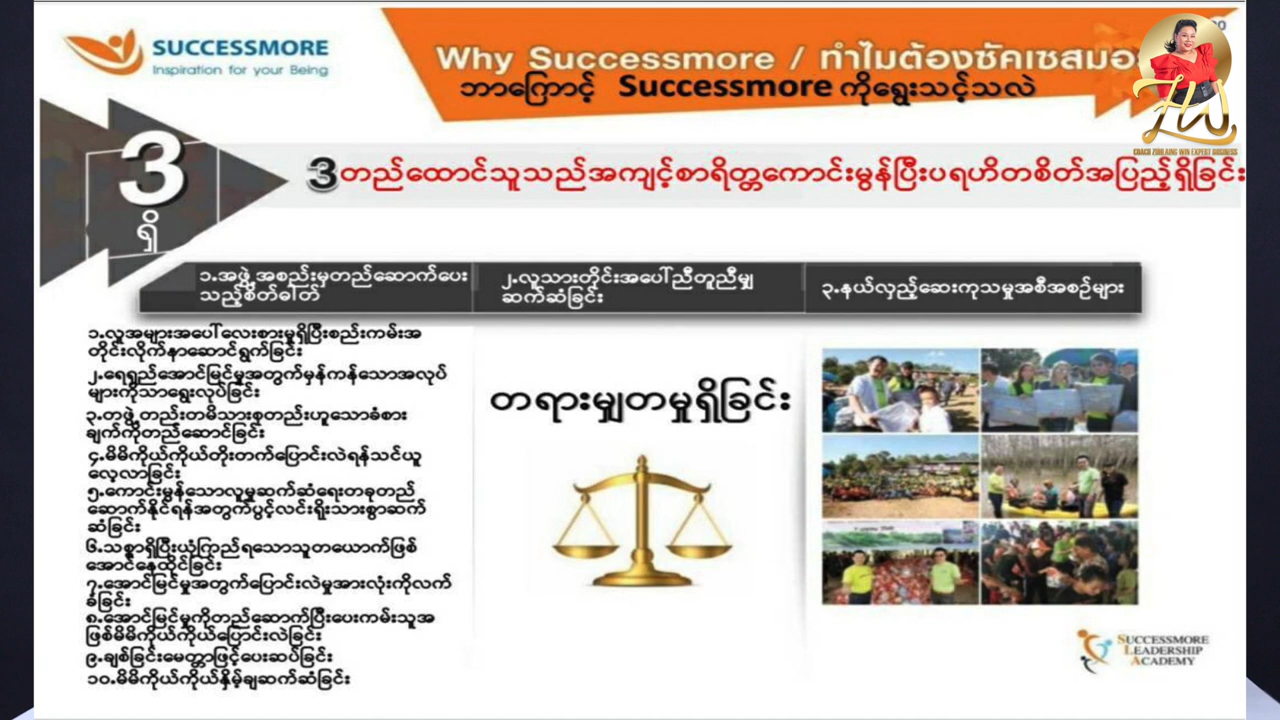 SUCCESSMORE
Inspiration for your Being
Why Successmore / ทำไมต้องซัคเซสมอ
ဘာကြောင့် Successmore ကိုရွေးသင့်သလဲ
COACH ZINLAING WIN EXPERT BUSINESS
3
ရှိ
3တည်ထောင်သူသည်အကျင့်စာရိတ္တကောင်းမွန်ပြီးပရဟိတစိတ်အပြည့်ရှိခြင်း
၁.အဖွဲ့အစည်းမှတည်ဆောက်ပေး
သည့်စိတ်ဓါတ်
၂.လူသားတိုင်းအပေါ်ညီတူညီမျှ
ဆက်ဆံခြင်း
၃.နယ်လှည့်ဆေးကုသမှုအစီအစဉ်များ
၁.လူအများအပေါ်လေးစားမှုရှိပြီးစည်းကမ်းအ
တိုင်းလိုက်နာဆောင်ရွက်ခြင်း
၂.ရေရှည်အောင်မြင်မှုအတွက်မှန်ကန်သောအလုပ်
များကိုသာရွေးလုပ်ခြင်း
၃.တဖွဲ့တည်းတမိသားစုတည်းဟူသောခံစား
ချက်ကိုတည်ဆောင်ခြင်း
၄.မိမိကိုယ်ကိုယ်တိုးတက်ပြောင်းလဲရန်သင်ယူ
လေ့လာခြင်း
၅.ကောင်းမွန်သောလူမှုဆက်ဆံရေးတခုတည်
ဆောက်နိုင်ရန်အတွက်ပွင့်လင်းရိုးသားစွာဆက်
ဆံခြင်း
၆.သစ္စာရှိပြီးယုံကြည်ရသောသူတယောက်ဖြစ်
အောင်နေထိုင်ခြင်း
၇.အောင်မြင်မှုအတွက်ပြောင်းလဲမှုအားလုံးကိုလက်
ခံခြင်း
၈.အောင်မြင်မှုကိုတည်ဆောက်ပြီးပေးကမ်းသူအ
ဖြစ်မိမိကိုယ်ကိုယ်ပြောင်းလဲခြင်း
၉.ချစ်ခြင်းမေတ္တာဖြင့်ပေးဆပ်ခြင်း
၁၀.မိမိကိုယ်ကိုယ်နှိမ့်ချဆက်ဆံခြင်း
တရားမျှတမှုရှိခြင်း
SUCCESSMORE
LEADERSHIP
ACADEMY